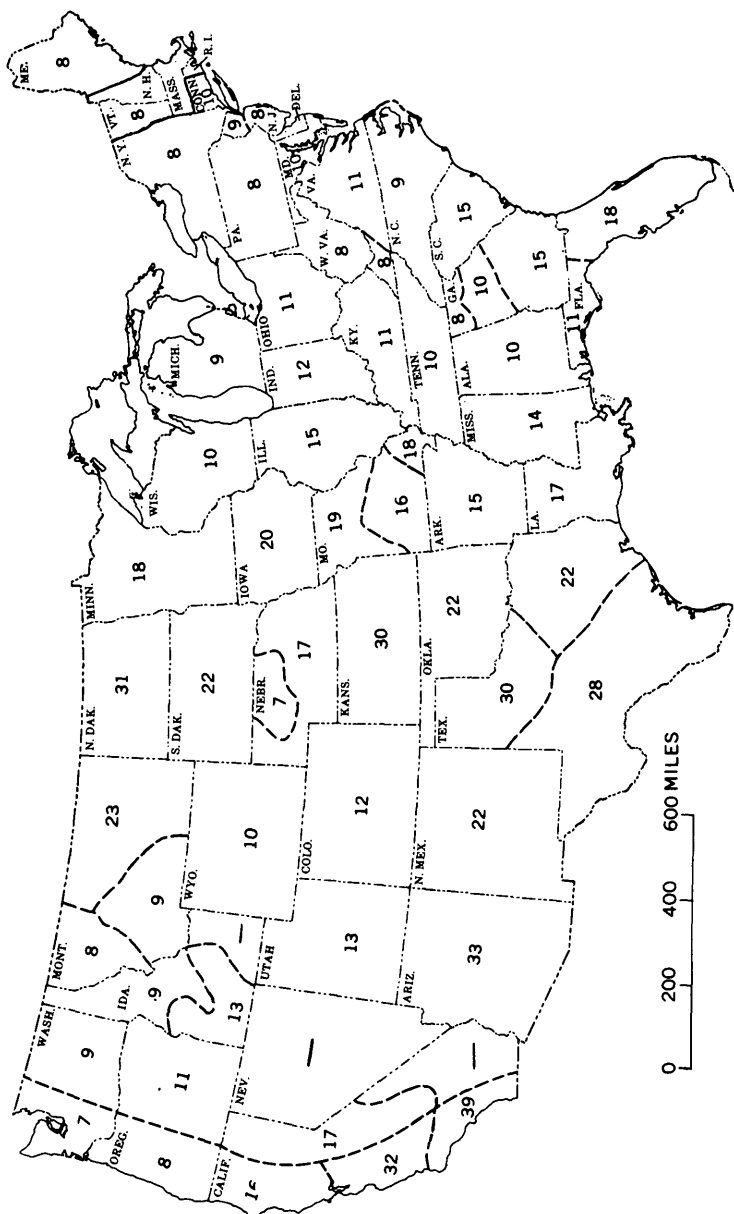 WASH.
7
9
MONT.
8
23
9
N. DAK.
31
MINN.
18
OREG.
8
11
IDA.
9
13
—
WYO.
10
S. DAK.
22
WIS.
10
MICH.
9
ME.
8
VT.
8
N. H.
N. Y.
8
MASS.
CONN.
R. I.
CALIF.
16
17
32
39
—
NEV.
—
UTAH
13
COLO.
12
NEBR.
7
17
IOWA
20
ILL.
15
IND.
12
OHIO
11
PA.
8
9
N. J.
8
MD.
DEL.
ARIZ.
33
N. MEX.
22
KANS.
30
MO.
19
16
18
KY.
11
W. VA.
8
VA.
8
11
OKLA.
22
ARK.
15
TENN.
10
N. C.
9
TEX.
30
22
28
LA.
17
MISS.
14
ALA.
10
GA.
8
10
15
S. C.
15
FLA.
11
18
0 200 400 600 MILES